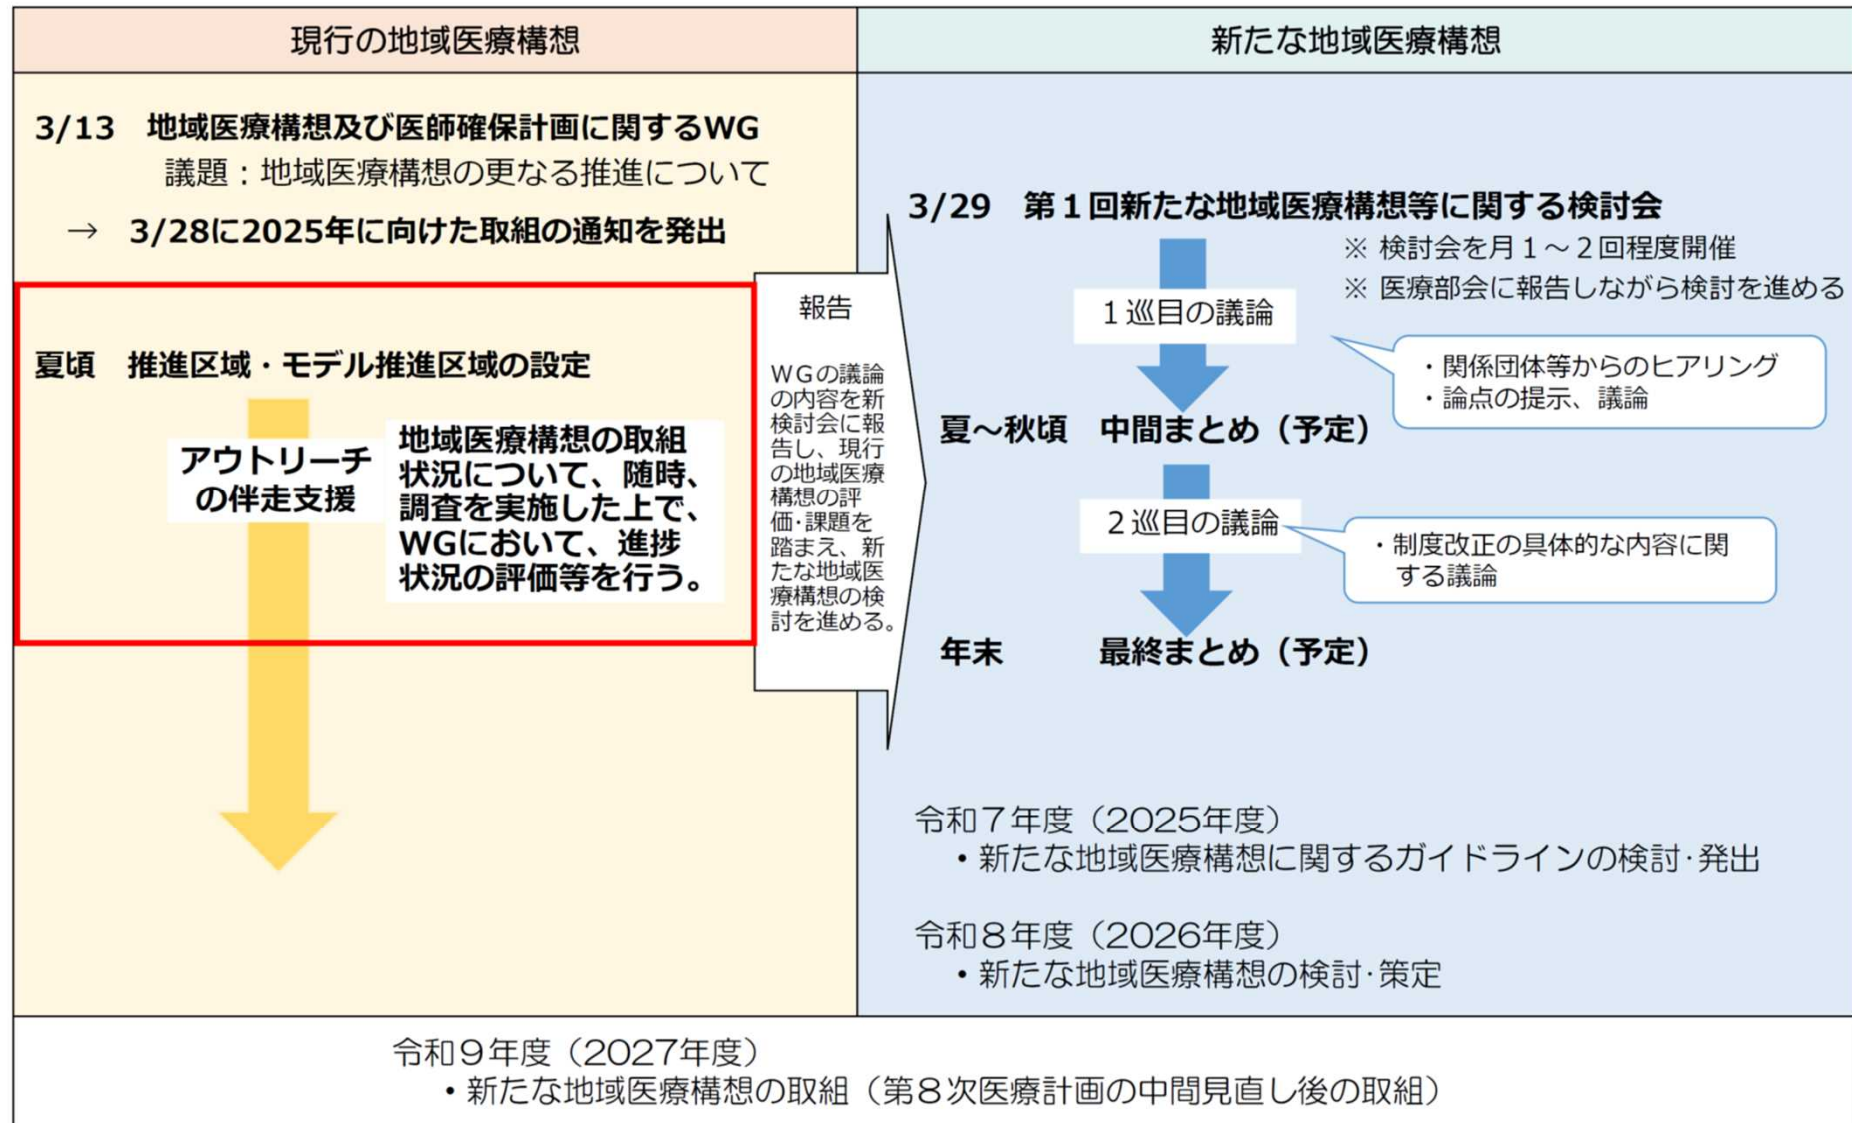 現行の地域医療構想
新たな地域医療構想
3/13　地域医療構想及び医師確保計画に関するWG
議題：地域医療構想の更なる推進について
→　3/28に2025年に向けた取組の通知を発出
夏頃　推進区域・モデル推進区域の設定
アウトリーチ
の伴走支援
地域医療構想の取組
状況について、随時、
調査を実施した上で、
WGにおいて、進捗
状況の評価等を行う。
報告
ＷＧの議論
の内容を新
検討会に報
告し、現行
の地域医療
構想の評
価･課題を
踏まえ、新
たな地域医
療構想の検
討を進める。
3/29　第１回新たな地域医療構想等に関する検討会
※ 検討会を月１～２回程度開催
※ 医療部会に報告しながら検討を進める
１巡目の議論
・関係団体等からのヒアリング
・論点の提示、議論
夏～秋頃　中間まとめ（予定）
２巡目の議論
・制度改正の具体的な内容に関
する議論
年末　最終まとめ（予定）
令和７年度（2025年度）
・新たな地域医療構想に関するガイドラインの検討･発出
令和８年度（2026年度）
・新たな地域医療構想の検討･策定
令和９年度（2027年度）
・新たな地域医療構想の取組（第８次医療計画の中間見直し後の取組）